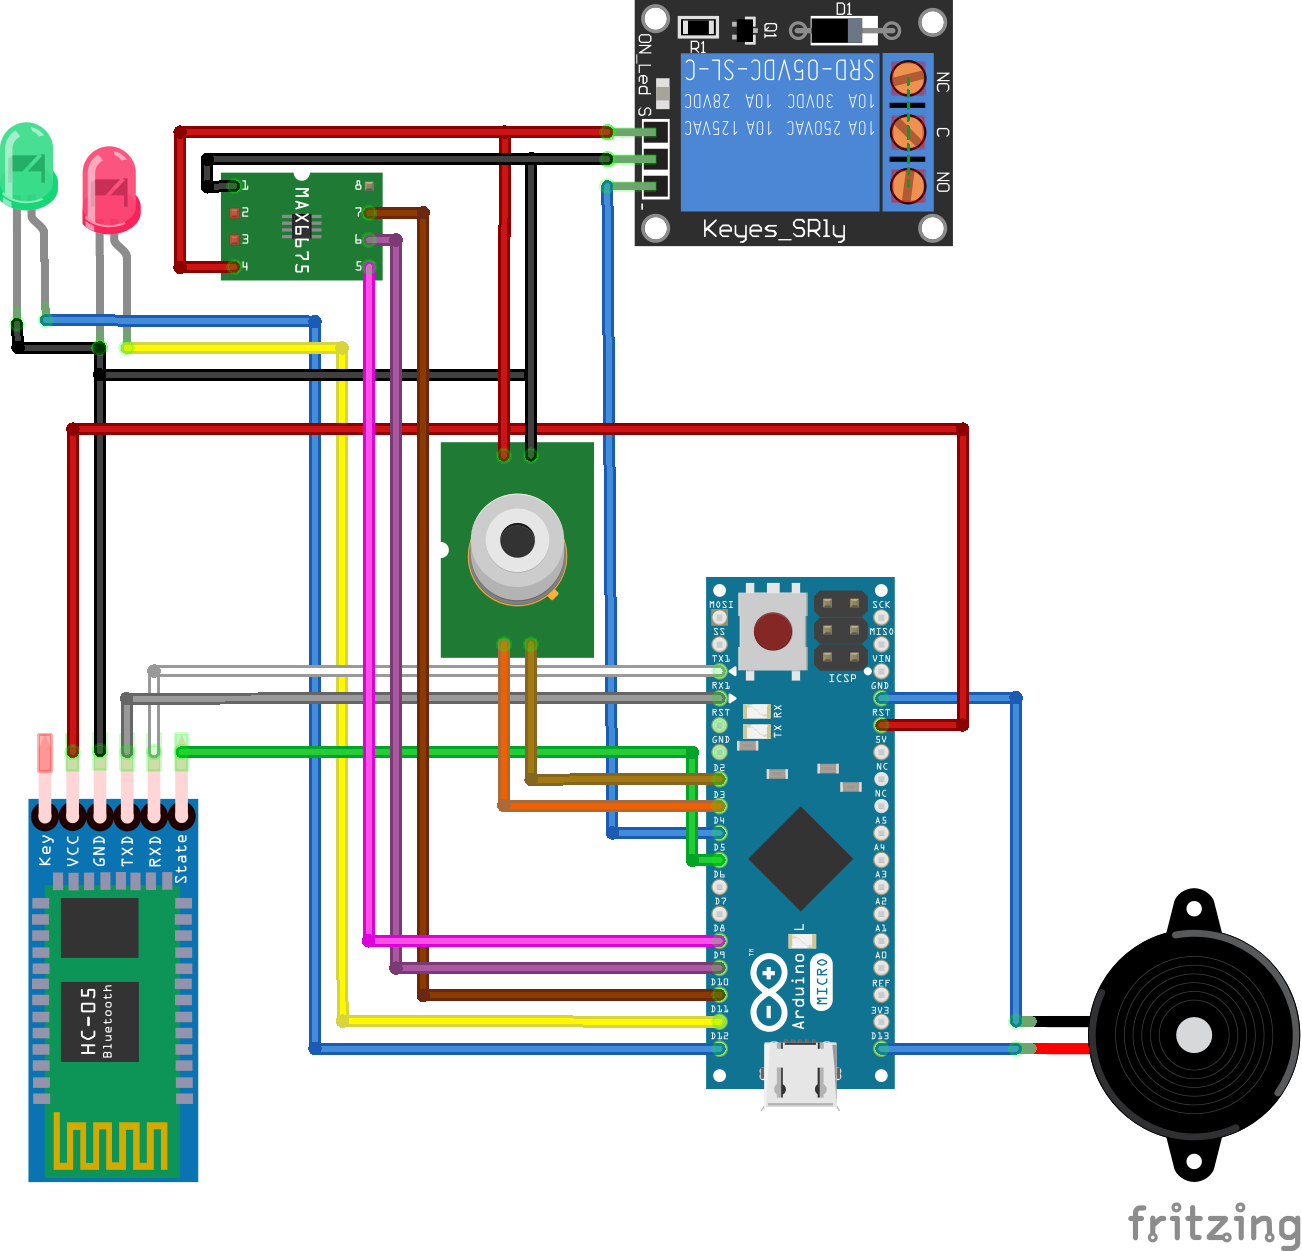 D1
R1
Q1
ON_Led
S
-
SRD-05VDC-SL-C
10A 30VDC 10A 28VDC
10A 250VAC 10A 125VAC
NC
C
NO
Keyes_SRly
1
2
3
4
MAX6675
8
7
6
5
MOSI
SS
TX1
RX1
RST
GND
D2
D3
D4
D5
D6
D7
D8
D9
D10
D11
D12
SCK
MISO
VIN
GND
RST
5V
NC
NC
A5
A4
A3
A2
A1
A0
REF
3V3
D13
ICSP
RX
TX
L
TM
Arduino
MICRO
Key
VCC
GND
TXD
RXD
State
HC-05
Bluetooth
fritzing